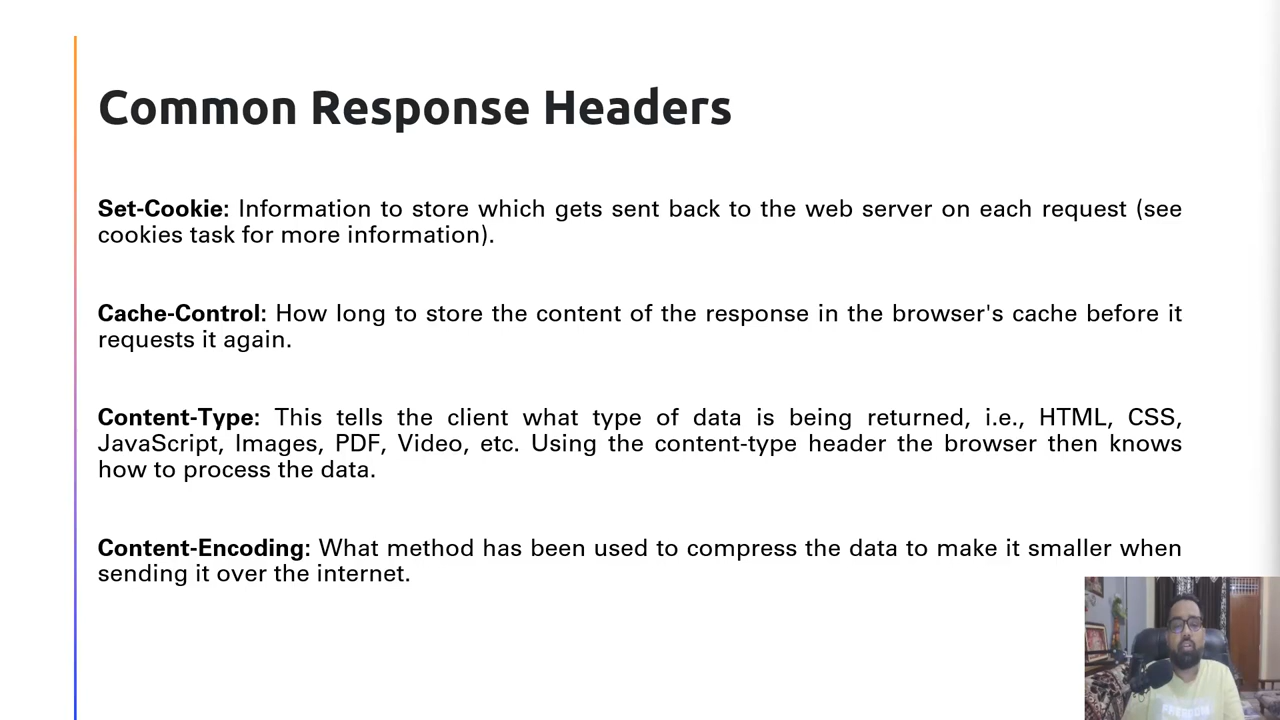 Common Response Headers
Set-Cookie: Information to store which gets sent back to the web server on each request (see
cookies task for more information).
Cache-Control: How long to store the content of the response in the browser's cache before it
requests it again.
Content-Type: This tells the client what type of data is being returned, i.e., HTML, CSS,
JavaScript, Images, PDF, Video, etc. Using the content-type header the browser then knows
how to process the data.
Content-Encoding: What method has been used to compress the data to make it smaller when
sending it over the internet.